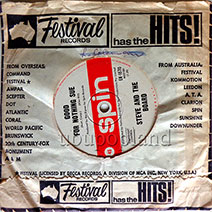 Festival
RECORDS
has the HITS!
FROM OVERSEAS:
COMMAND
FESTIVAL
AMPAR
SCEPTER
DOT
ATLANTIC
CORAL
WORLD PACIFIC
BRUNSWICK
20th CENTURY-FOX
MONUMENT
A & M
GOOD
FOR NOTHING SUE
spin
STEVE AND THE
BOARD
FROM AUSTRALIA:
FESTIVAL
KOMMOTION
LEEDON
A.T.A.
CLARION
SPIN
SUNSHINE
DOWNUNDER
ububooland
FESTIVAL LICENSED BY DECCA RECORDS, A DIVISION OF MCA INC., NEW YORK, U.S.A.
Festival
RECORDS
has the HITS!